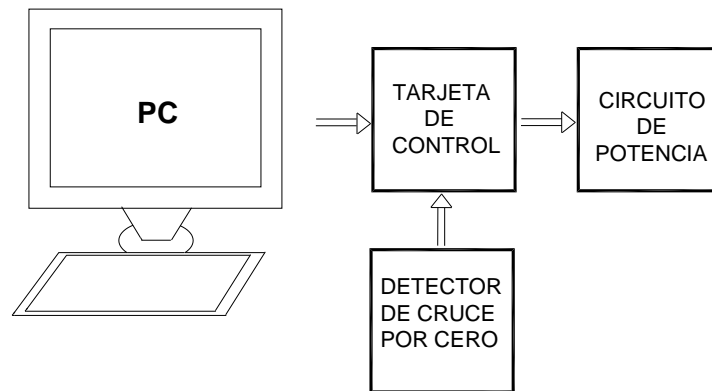 PC
TARJETA
DE
CONTROL
CIRCUITO
DE
POTENCIA
DETECTOR
DE CRUCE
POR CERO